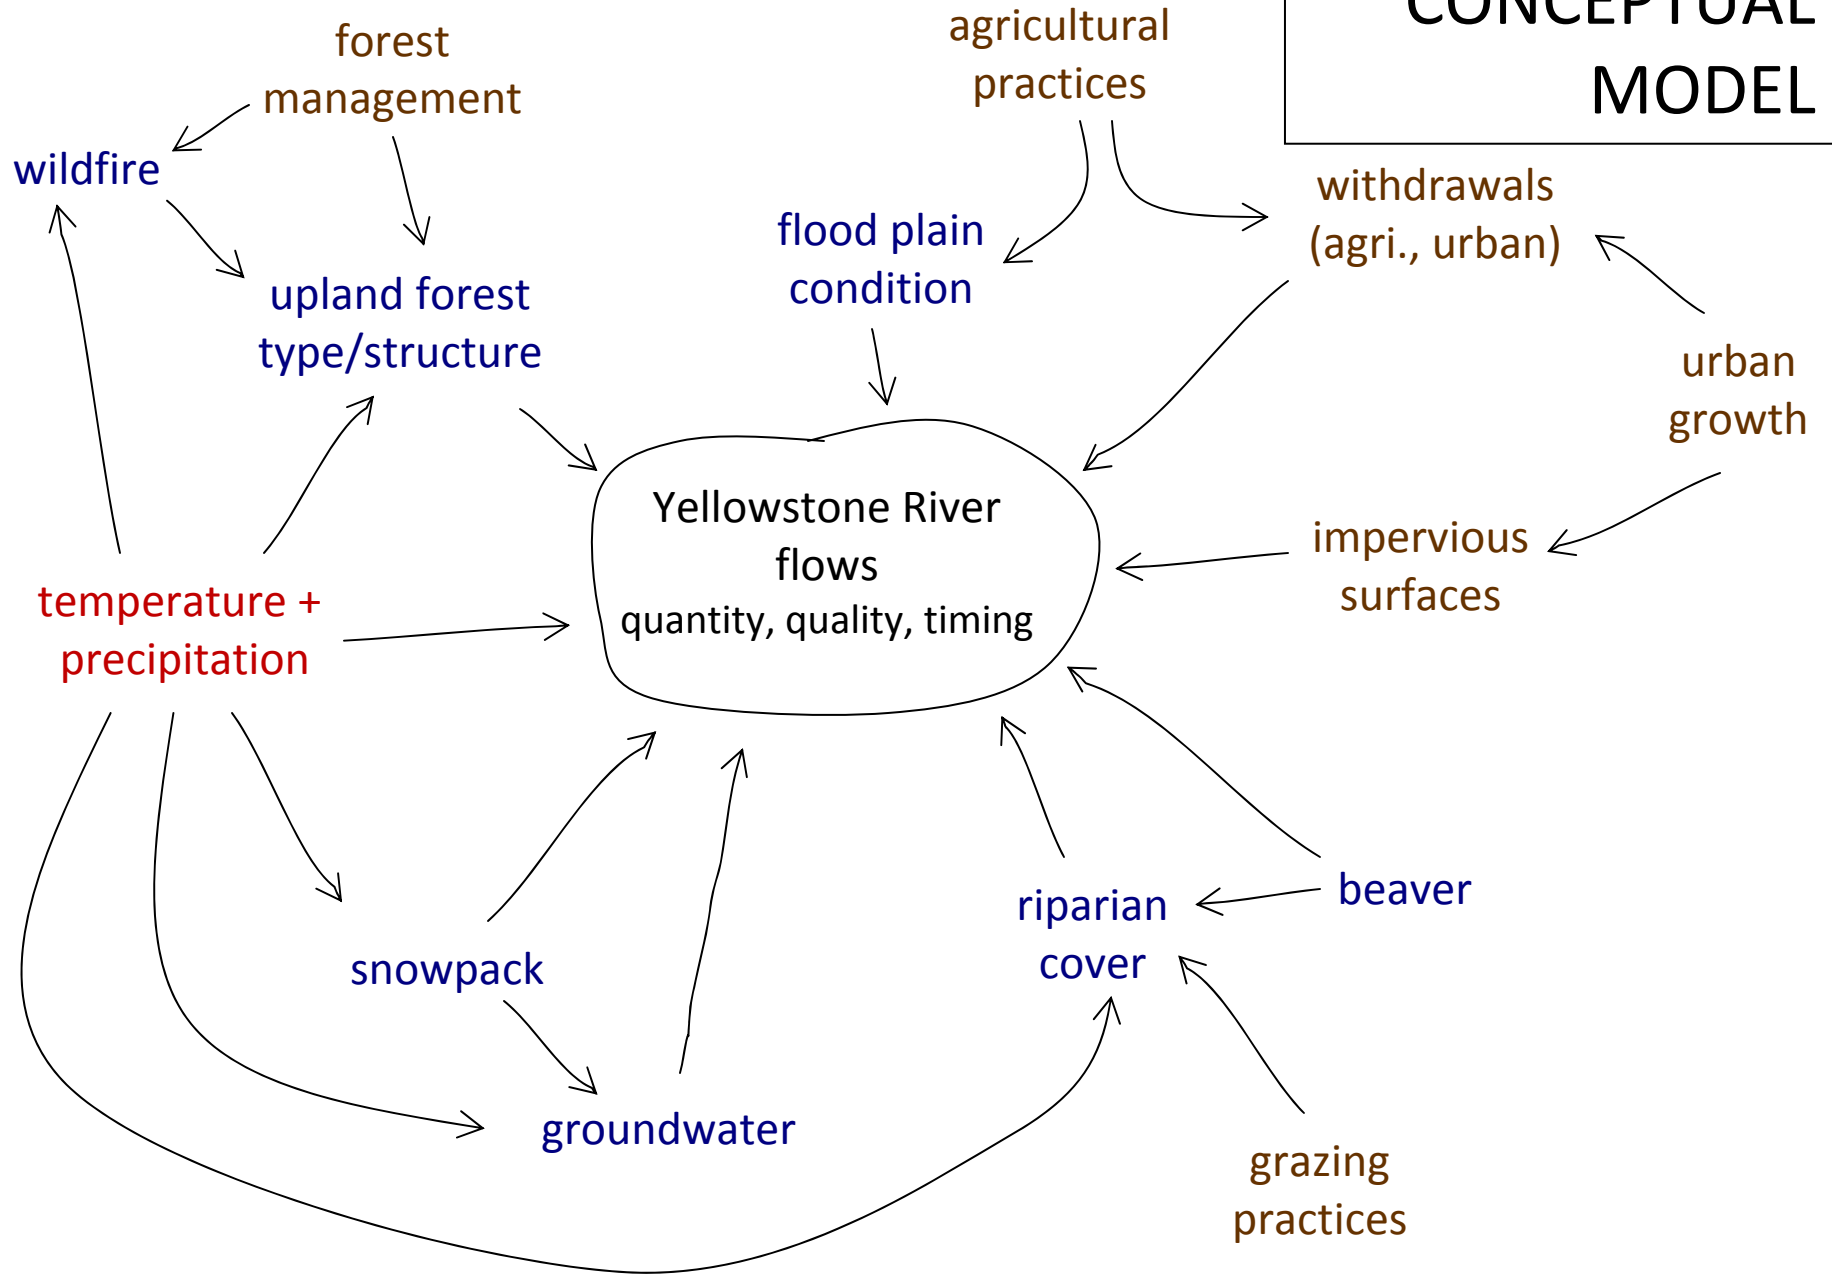 CONCEPTUAL
MODEL
forest
management
agricultural
practices
wildfire
withdrawals
(agri., urban)
flood plain
condition
upland forest
type/structure
urban
growth
Yellowstone River
flows
quantity, quality, timing
impervious
surfaces
temperature +
precipitation
riparian
cover
beaver
snowpack
groundwater
grazing
practices